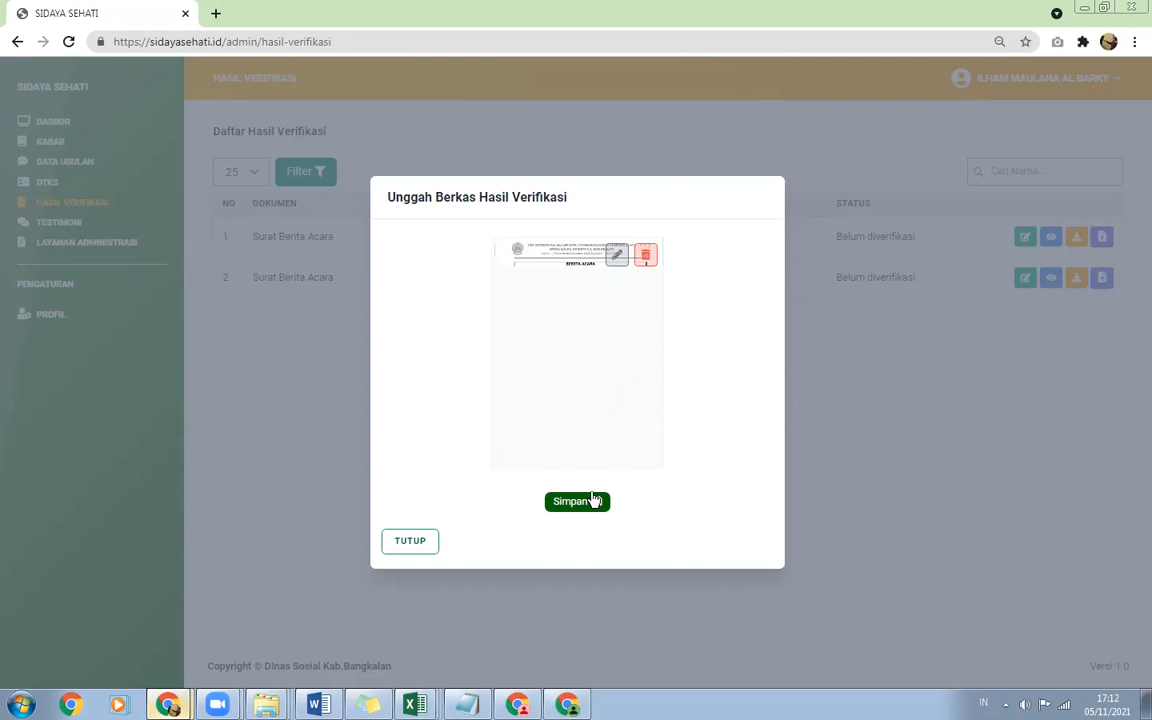 SIDAYA SEHATI
https://sidayasehati.id/admin/hasil-verifikasi
SIDAYA SEHATI
HASIL VERIFIKASI
ILHAM MAULANA AL BARKY
DASBOR
KABAR
DATA USULAN
DTKS
HASIL VERIFIKASI
TESTIMONI
LAYANAN ADMINISTRASI
PENGATURAN
PROFIL
Daftar Hasil Verifikasi
25
Filter
Cari Nama...
NO DOKUMEN STATUS
1 Surat Berita Acara Belum diverifikasi
2 Surat Berita Acara Belum diverifikasi
Unggah Berkas Hasil Verifikasi
BERITA ACARA
Simpan
TUTUP
Copyright © Dinas Sosial Kab.Bangkalan
Versi 1.0
IN
17:12
05/11/2021